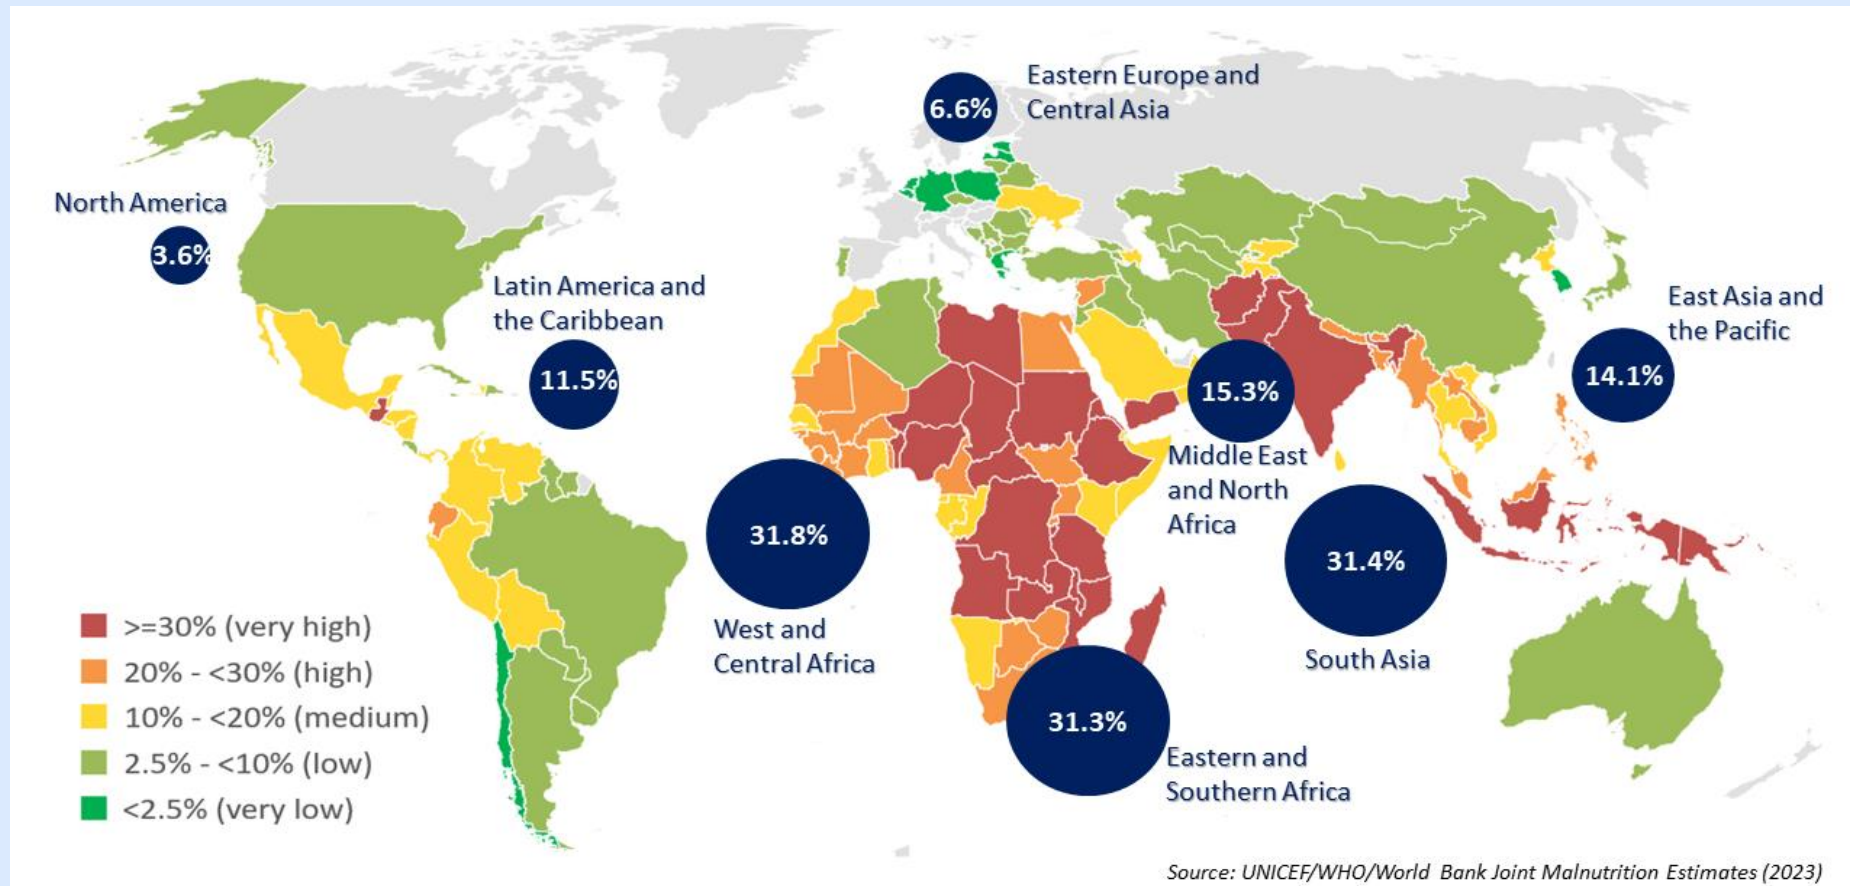 6.6%
Eastern Europe and
Central Asia
North America
3.6%
Latin America and
the Caribbean
11.5%
East Asia and
the Pacific
14.1%
15.3%
Middle East
and North
Africa
31.8%
West and
Central Africa
31.4%
South Asia
31.3%
Eastern and
Southern Africa
>=30% (very high)
20% - <30% (high)
10% - <20% (medium)
2.5% - <10% (low)
<2.5% (very low)
Source: UNICEF/WHO/World Bank Joint Malnutrition Estimates (2023)